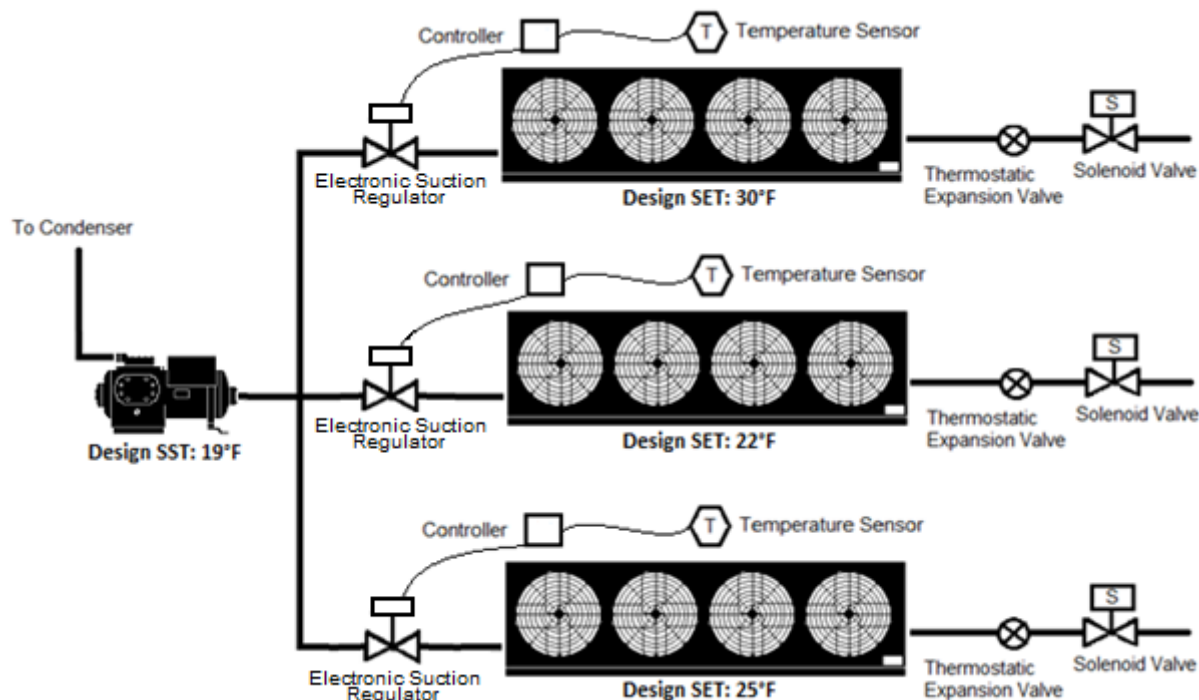 Controller
T
Temperature Sensor
S
Electronic Suction
Regulator
Design SET: 30°F
Thermostatic
Expansion Valve
Solenoid Valve
To Condenser
Controller
T
Temperature Sensor
S
Electronic Suction
Regulator
Design SET: 22°F
Thermostatic
Expansion Valve
Solenoid Valve
Design SST: 19°F
Controller
T
Temperature Sensor
S
Electronic Suction
Regulator
Design SET: 25°F
Thermostatic
Expansion Valve
Solenoid Valve